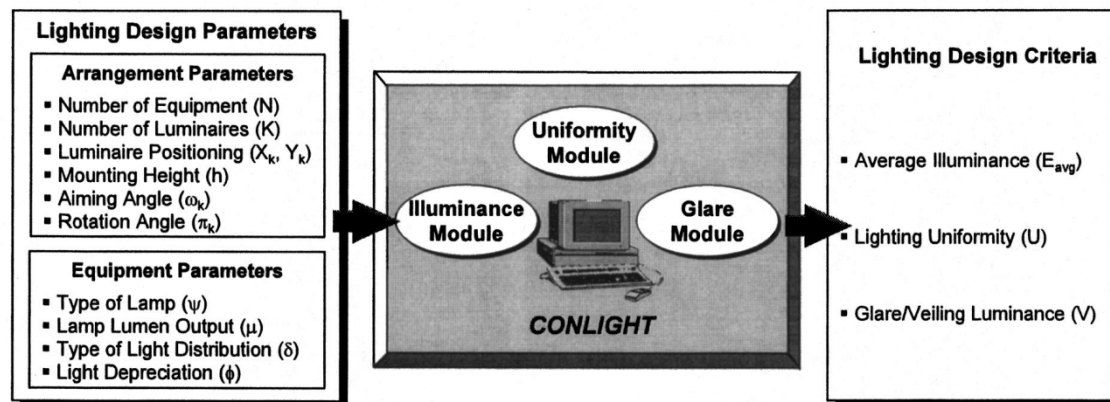 Lighting Design Parameters
Arrangement Parameters
▪ Number of Equipment (N)
▪ Number of Luminaires (K)
▪ Luminaire Positioning (Xₖ, Yₖ)
▪ Mounting Height (h)
▪ Aiming Angle (ωₖ)
▪ Rotation Angle (πₖ)
Equipment Parameters
▪ Type of Lamp (ψ)
▪ Lamp Lumen Output (μ)
▪ Type of Light Distribution (δ)
▪ Light Depreciation (ϕ)
Uniformity
Module
Illuminance
Module
Glare
Module
CONLIGHT
Lighting Design Criteria
▪ Average Illuminance (E_avg)
▪ Lighting Uniformity (U)
▪ Glare/Veiling Luminance (V)